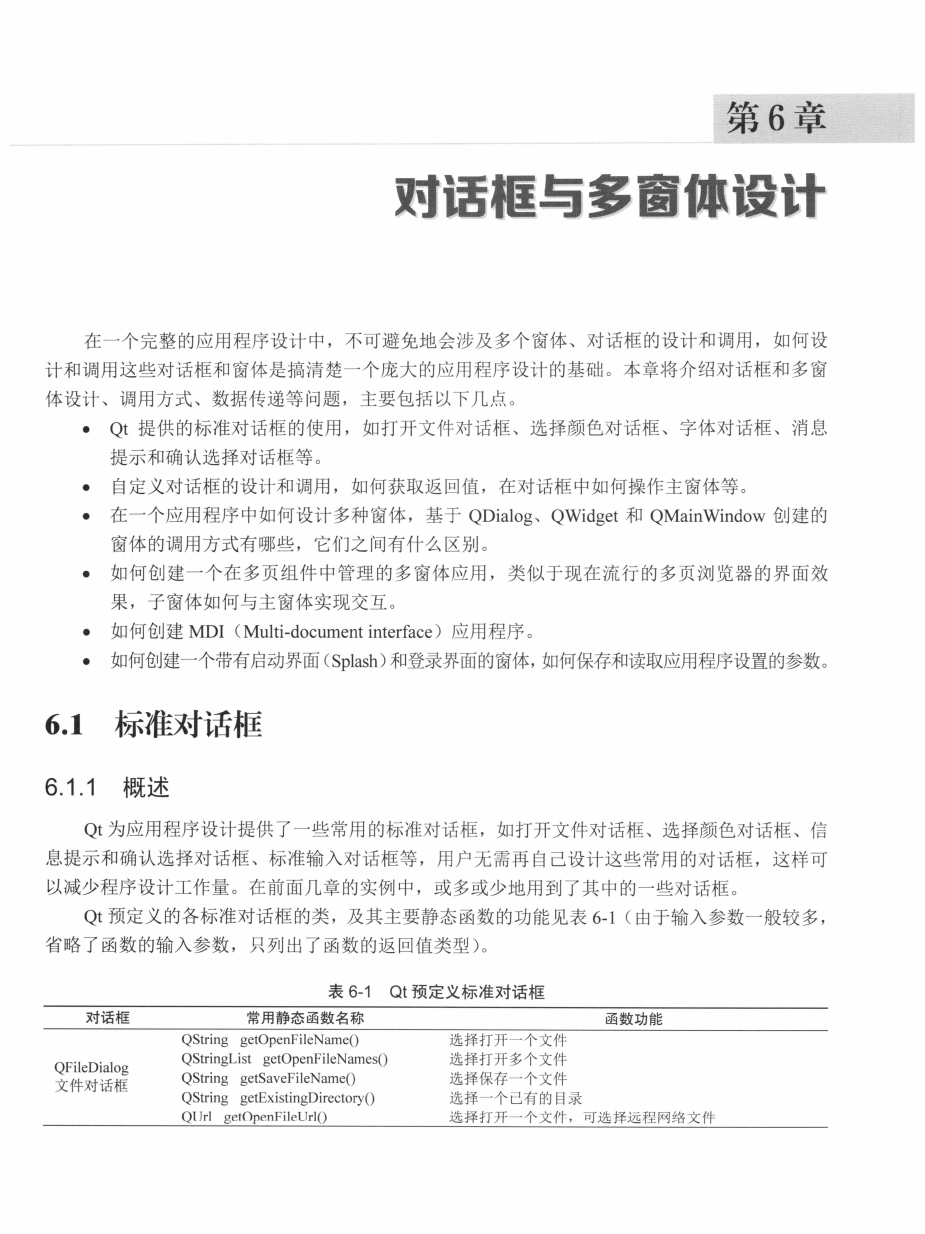 第 6 章
对话框与多窗体设计
在一个完整的应用程序设计中，不可避免地会涉及多个窗体、对话框的设计和调用，如何设
计和调用这些对话框和窗体是搞清楚一个庞大的应用程序设计的基础。本章将介绍对话框和多窗
体设计、调用方式、数据传递等问题，主要包括以下几点。
● Qt 提供的标准对话框的使用，如打开文件对话框、选择颜色对话框、字体对话框、消息
提示和确认选择对话框等。
● 自定义对话框的设计和调用，如何获取返回值，在对话框中如何操作主窗体等。
● 在一个应用程序中如何设计多种窗体，基于 QDialog、QWidget 和 QMainWindow 创建的
窗体的调用方式有哪些，它们之间有什么区别。
● 如何创建一个在多页组件中管理的多窗体应用，类似于现在流行的多页浏览器的界面效
果，子窗体如何与主窗体实现交互。
● 如何创建 MDI（Multi-document interface）应用程序。
● 如何创建一个带有启动界面（Splash）和登录界面的窗体，如何保存和读取应用程序设置的参数。
6.1 标准对话框
6.1.1 概述
Qt 为应用程序设计提供了一些常用的标准对话框，如打开文件对话框、选择颜色对话框、信
息提示和确认选择对话框、标准输入对话框等，用户无需再自己设计这些常用的对话框，这样可
以减少程序设计工作量。在前面几章的实例中，或多或少地用到了其中的一些对话框。
Qt 预定义的各标准对话框的类，及其主要静态函数的功能见表 6-1（由于输入参数一般较多，
省略了函数的输入参数，只列出了函数的返回值类型）。
表 6-1 Qt 预定义标准对话框
对话框 常用静态函数名称 函数功能
QFileDialog
文件对话框
QString getOpenFileName() 选择打开一个文件
QStringList getOpenFileNames() 选择打开多个文件
QString getSaveFileName() 选择保存一个文件
QString getExistingDirectory() 选择一个已有的目录
QUrl getOpenFileUrl() 选择打开一个文件，可选择远程网络文件